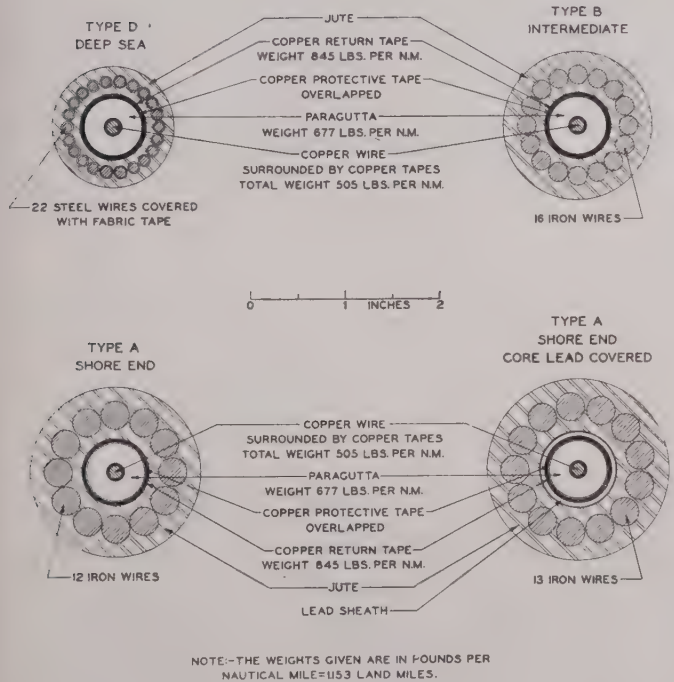 TYPE D
DEEP SEA
JUTE
COPPER RETURN TAPE
WEIGHT 845 LBS. PER N.M.
COPPER PROTECTIVE TAPE
OVERLAPPED
PARAGUTTA
WEIGHT 677 LBS. PER N.M.
COPPER WIRE
SURROUNDED BY COPPER TAPES
TOTAL WEIGHT 505 LBS. PER N.M.
TYPE B
INTERMEDIATE
22 STEEL WIRES COVERED
WITH FABRIC TAPE
16 IRON WIRES
0 1 INCHES 2
TYPE A
SHORE END
TYPE A
SHORE END
CORE LEAD COVERED
COPPER WIRE
SURROUNDED BY COPPER TAPES
TOTAL WEIGHT 505 LBS. PER N.M.
PARAGUTTA
WEIGHT 677 LBS. PER N.M.
COPPER PROTECTIVE TAPE
OVERLAPPED
COPPER RETURN TAPE
WEIGHT 845 LBS. PER N.M.
JUTE
LEAD SHEATH
12 IRON WIRES
13 IRON WIRES
NOTE:-THE WEIGHTS GIVEN ARE IN POUNDS PER
NAUTICAL MILE=1.153 LAND MILES.